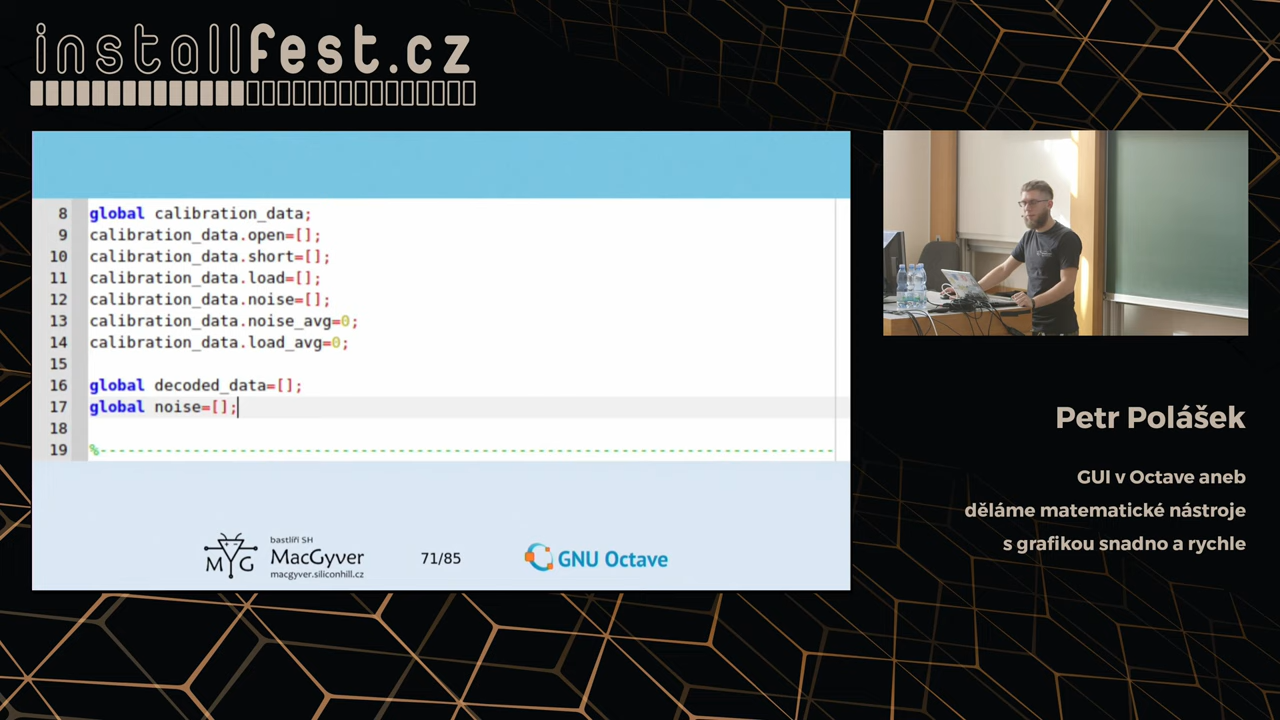 installfest.cz
8 global calibration_data;
9 calibration_data.open=[];
10 calibration_data.short=[];
11 calibration_data.load=[];
12 calibration_data.noise=[];
13 calibration_data.noise_avg=0;
14 calibration_data.load_avg=0;
15
16 global decoded_data=[];
17 global noise=[];
18
19 %--------------------------------------------------------------------------------
MYG
bastlíři SH
MacGyver
macgyver.siliconhill.cz
71/85
GNU Octave
Petr Polášek
GUI v Octave aneb
děláme matematické nástroje
s grafikou snadno a rychle